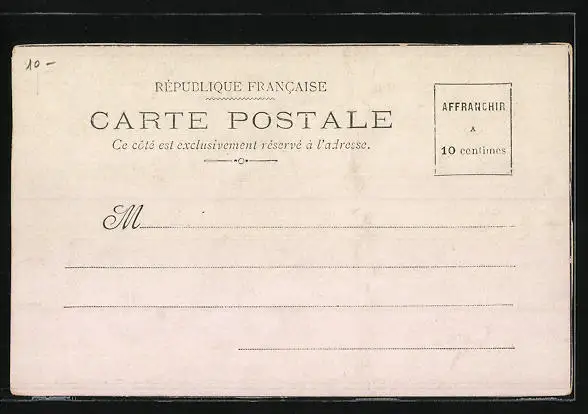 10-
RÉPUBLIQUE FRANÇAISE
CARTE POSTALE
Ce côté est exclusivement réservé à l'adresse.
AFFRANCHIR
A
10 centimes
M